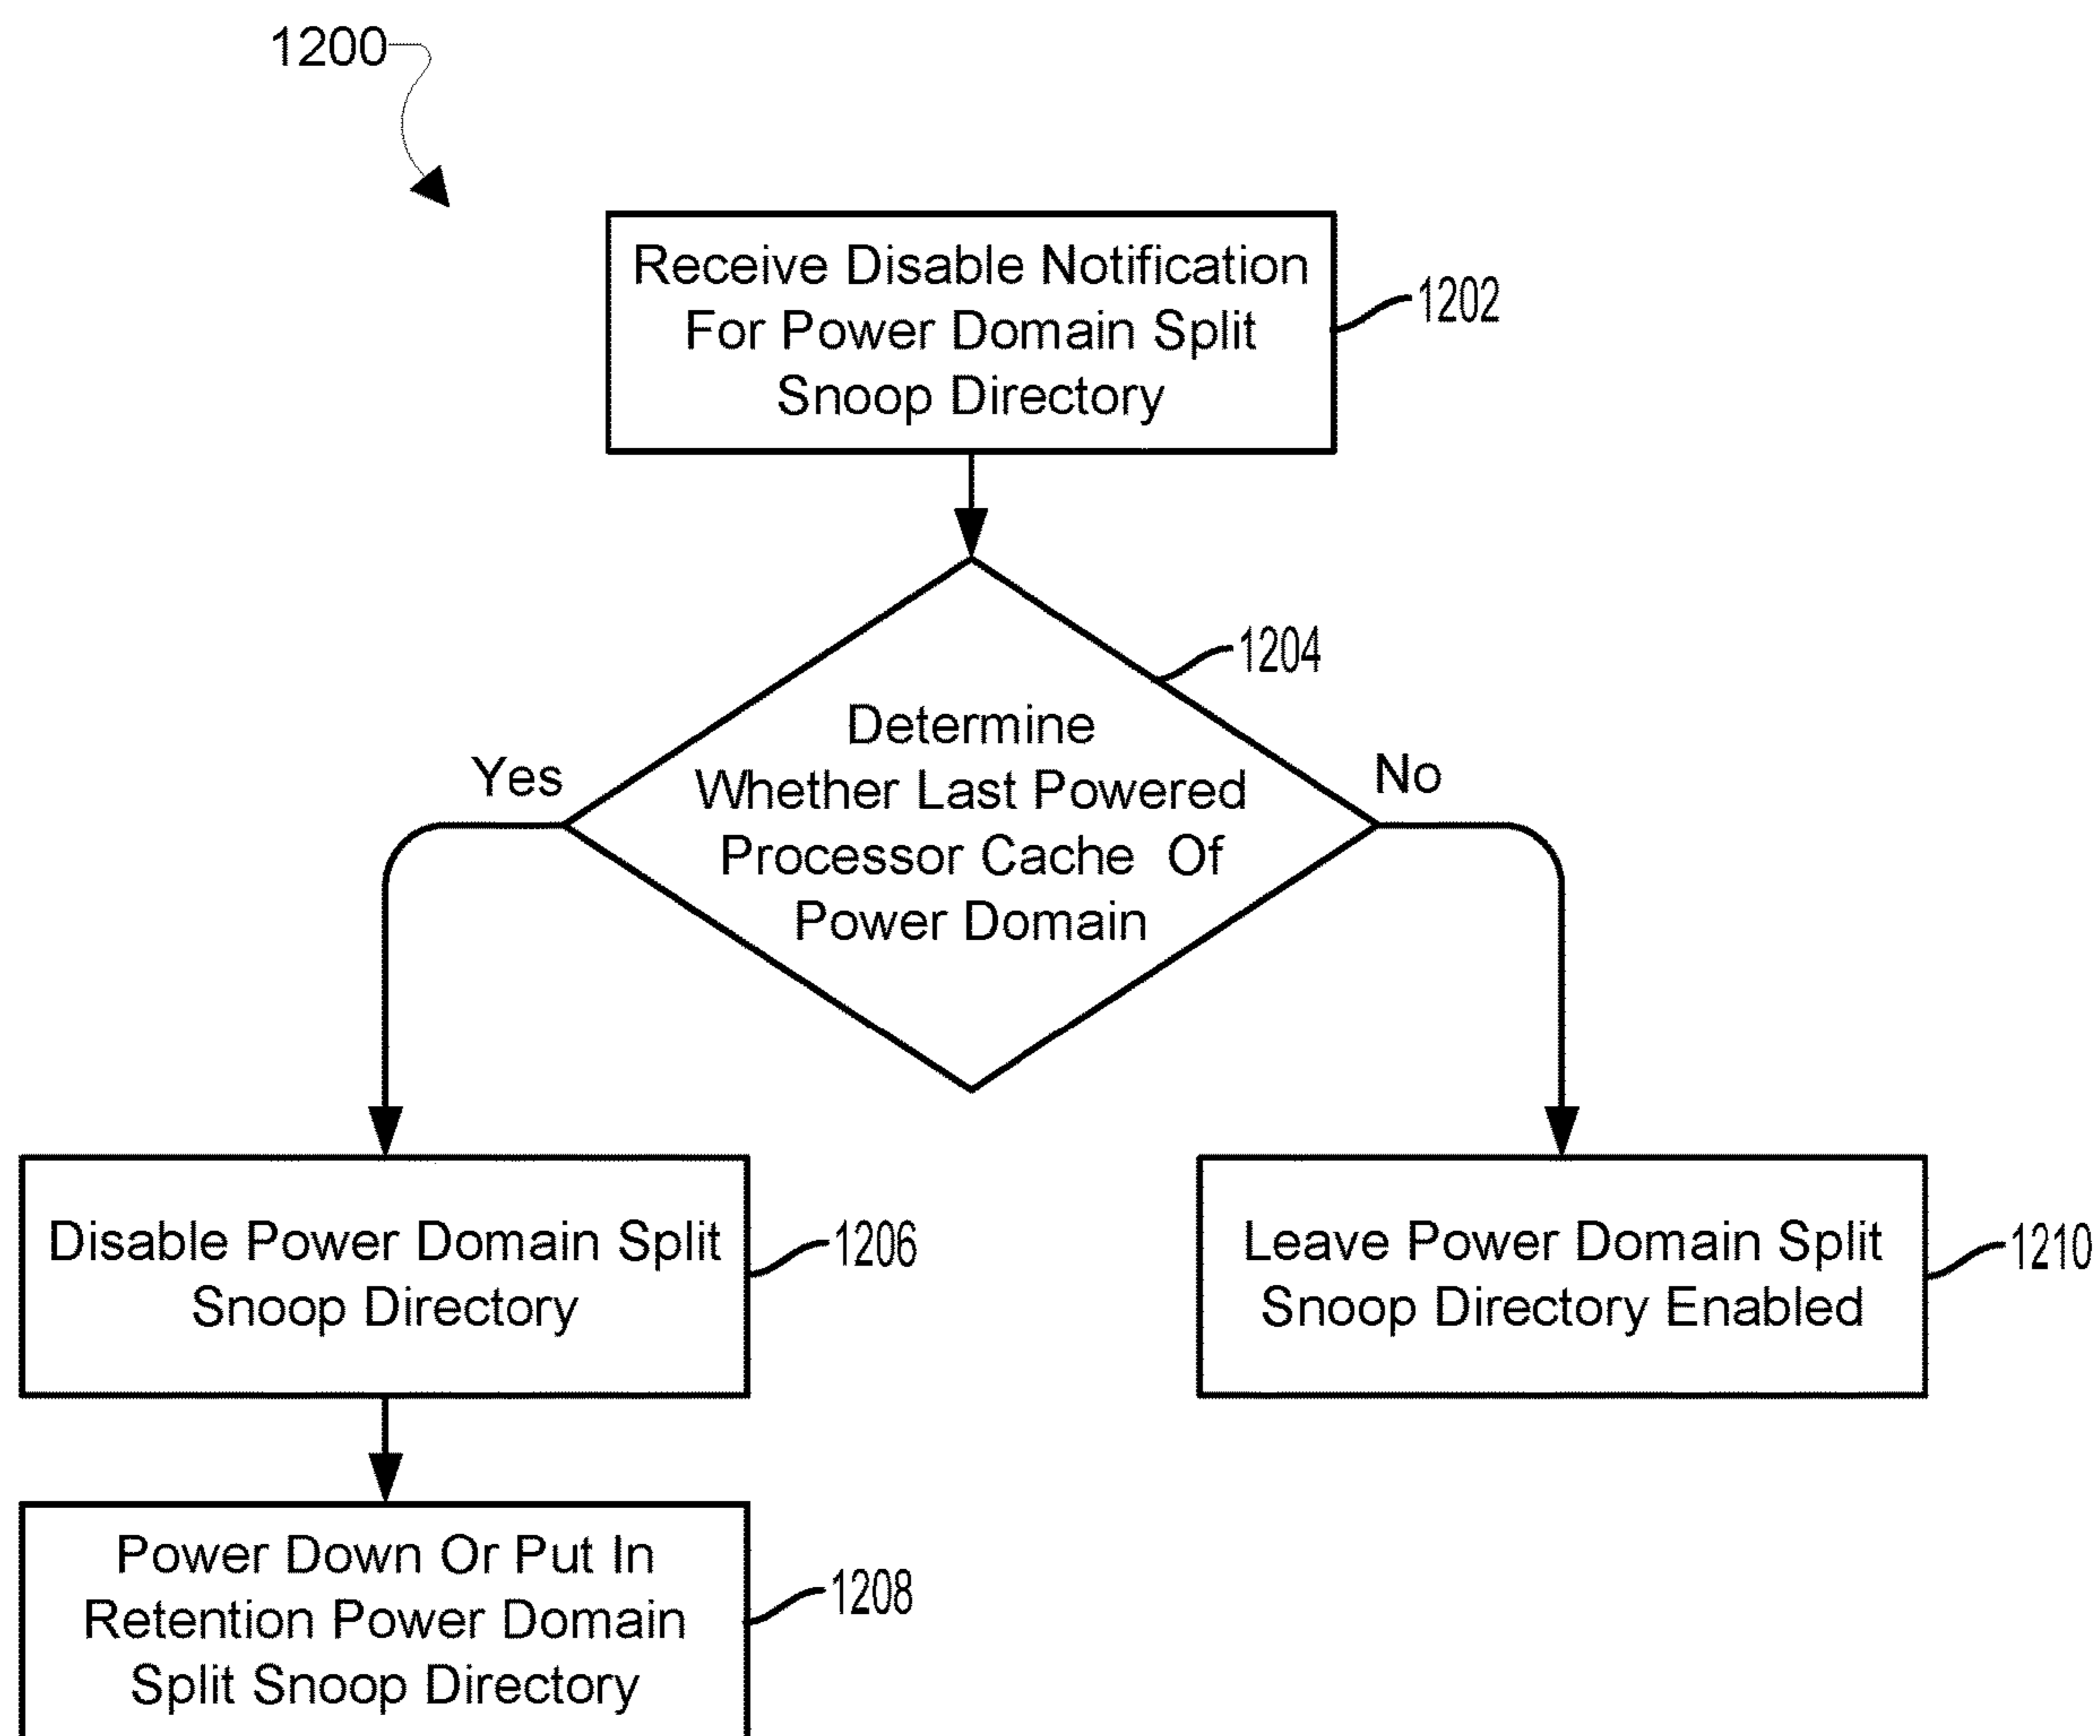 1200
Receive Disable Notification
For Power Domain Split
Snoop Directory
1202
1204
Determine
Whether Last Powered
Processor Cache Of
Power Domain
Yes
No
Disable Power Domain Split
Snoop Directory
1206
Leave Power Domain Split
Snoop Directory Enabled
1210
Power Down Or Put In
Retention Power Domain
Split Snoop Directory
1208